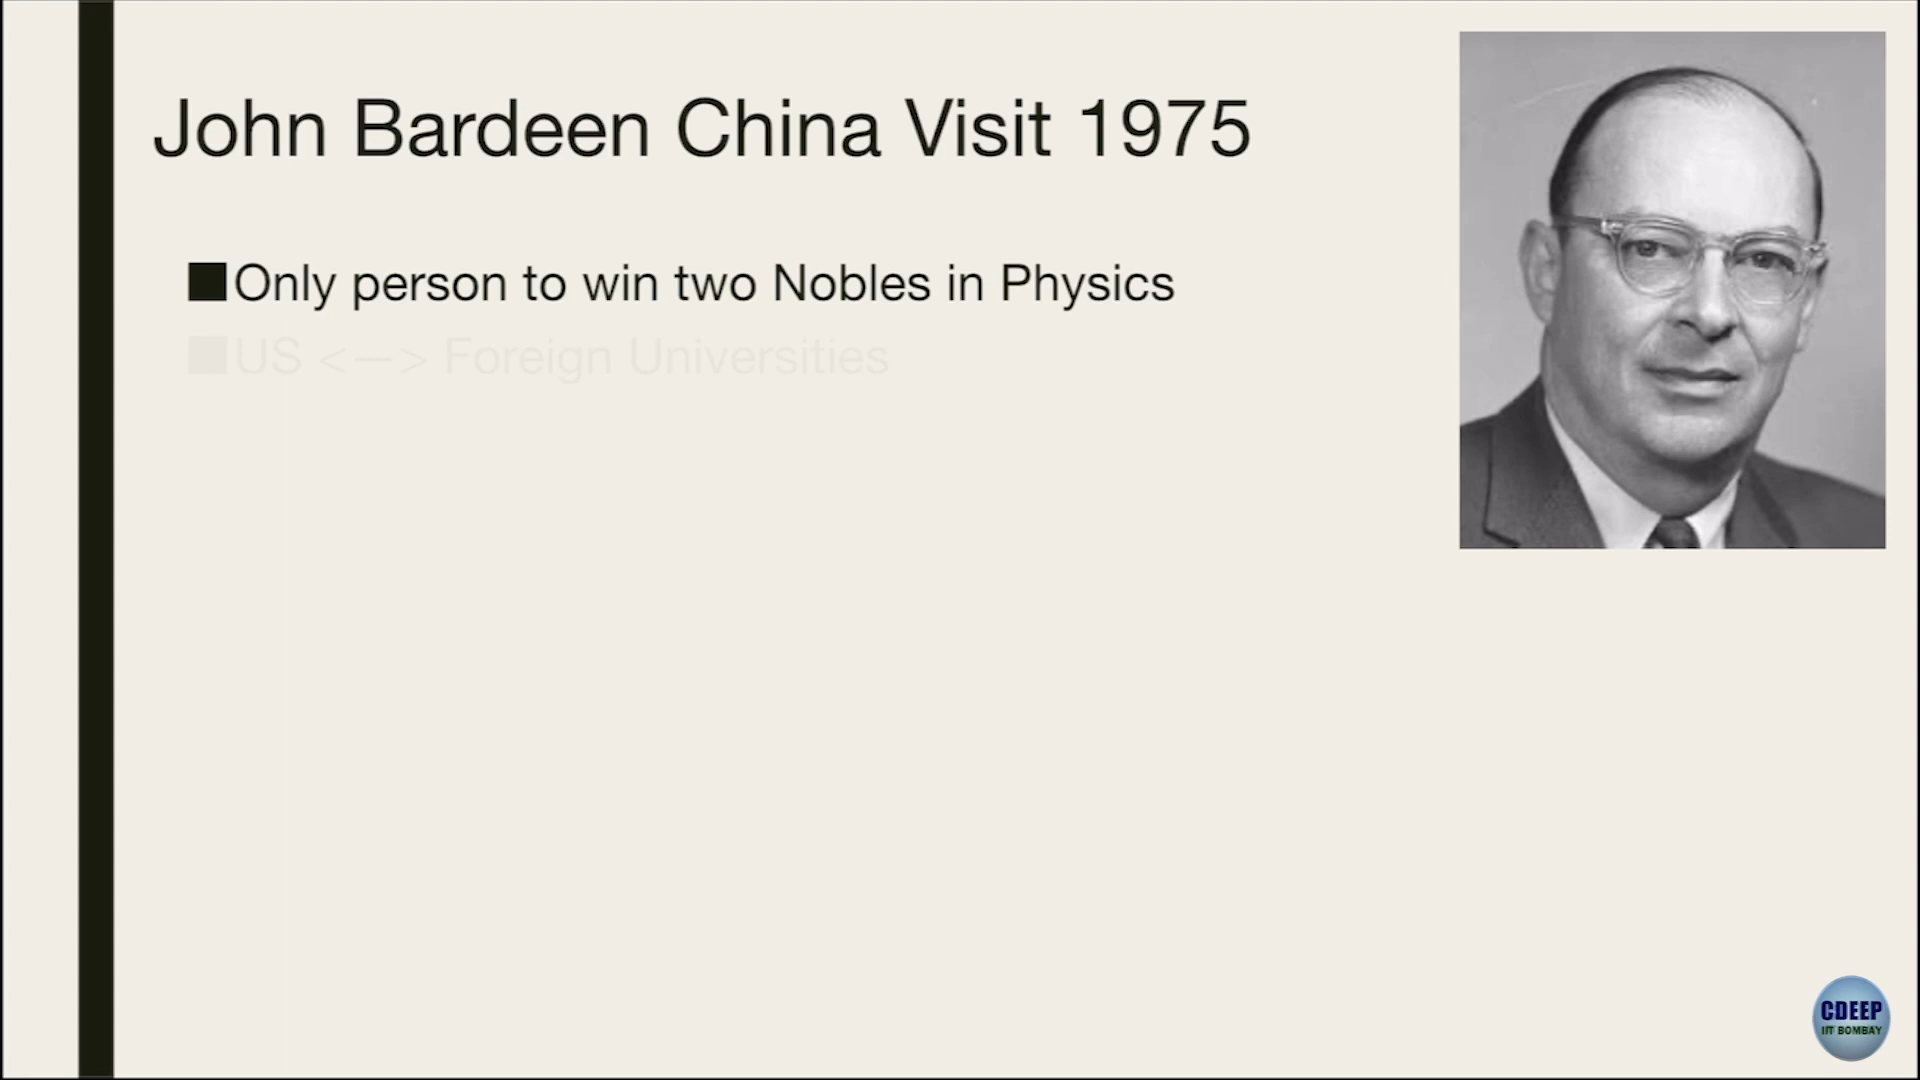 John Bardeen China Visit 1975
Only person to win two Nobles in Physics
US <—> Foreign Universities
CDEEP
IIT BOMBAY